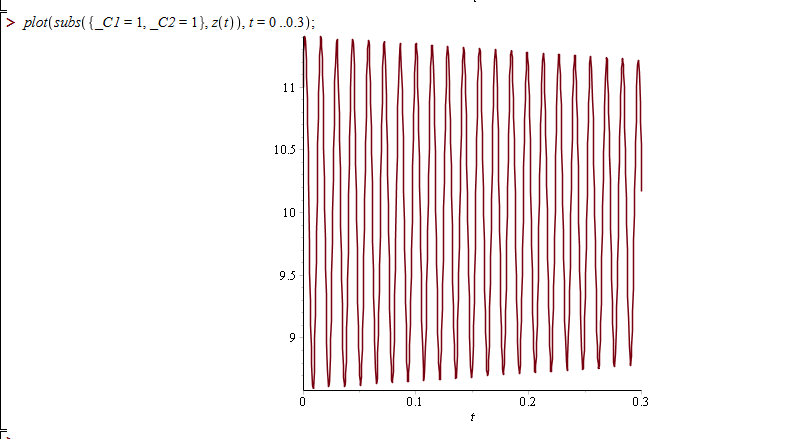 > plot(subs({_C1 = 1, _C2 = 1}, z(t)), t = 0 ..0.3);
11
10.5
10
9.5
9
0 0.1 0.2 0.3
t